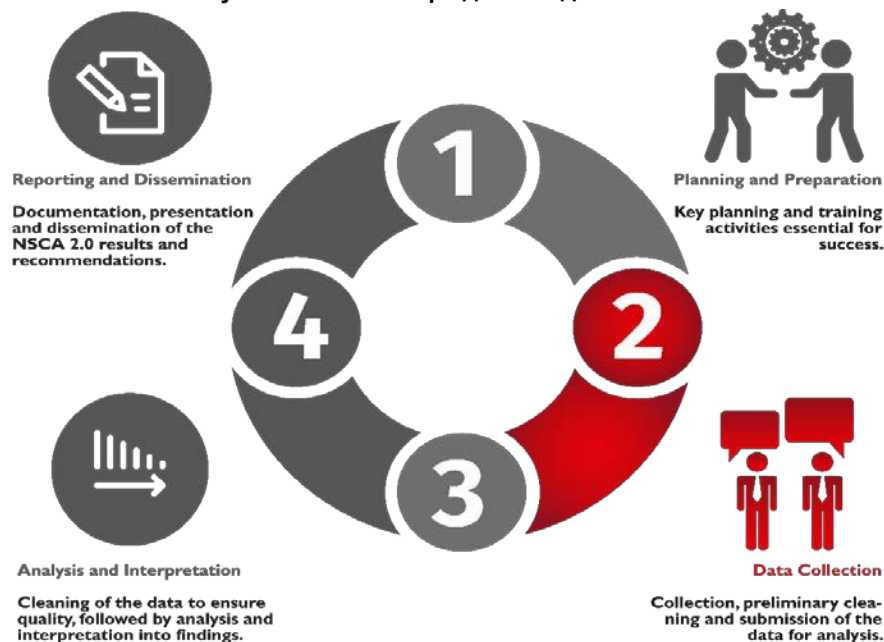 1
Planning and Preparation
Key planning and training
activities essential for
success.
2
Data Collection
Collection, preliminary clea-
ning and submission of the
data for analysis.
3
Analysis and Interpretation
Cleaning of the data to ensure
quality, followed by analysis and
interpretation into findings.
4
Reporting and Dissemination
Documentation, presentation
and dissemination of the
NSCA 2.0 results and
recommendations.